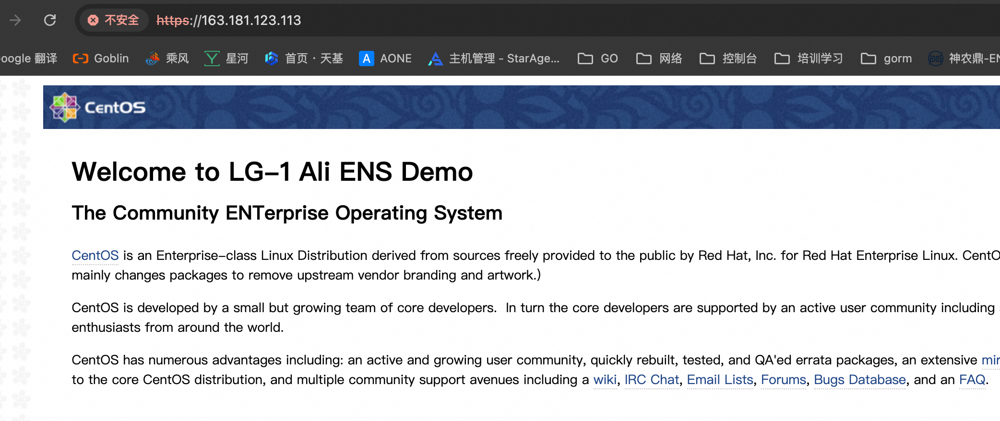 不安全 https://163.181.123.113
Google 翻译 Goblin 乘风 星河 首页 · 天基 A AONE 主机管理 - StarAge... GO 网络 控制台 培训学习 gorm 神农鼎-EN
CentOS
Welcome to LG-1 Ali ENS Demo
The Community ENTerprise Operating System
CentOS is an Enterprise-class Linux Distribution derived from sources freely provided to the public by Red Hat, Inc. for Red Hat Enterprise Linux. CentO
mainly changes packages to remove upstream vendor branding and artwork.)
CentOS is developed by a small but growing team of core developers.  In turn the core developers are supported by an active user community including
enthusiasts from around the world.
CentOS has numerous advantages including: an active and growing user community, quickly rebuilt, tested, and QA'ed errata packages, an extensive mir
to the core CentOS distribution, and multiple community support avenues including a wiki, IRC Chat, Email Lists, Forums, Bugs Database, and an FAQ.